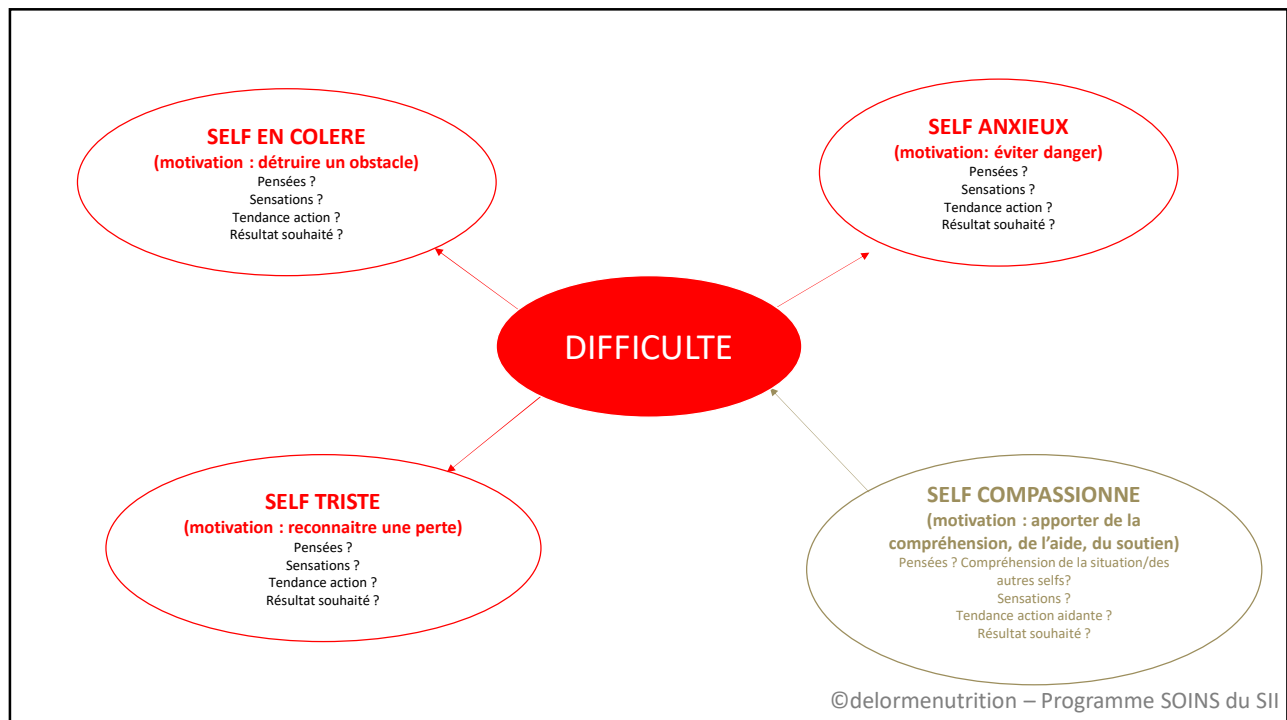 SELF EN COLERE
(motivation : détruire un obstacle)
Pensées ?
Sensations ?
Tendance action ?
Résultat souhaité ?
SELF ANXIEUX
(motivation: éviter danger)
Pensées ?
Sensations ?
Tendance action ?
Résultat souhaité ?
DIFFICULTE
SELF TRISTE
(motivation : reconnaitre une perte)
Pensées ?
Sensations ?
Tendance action ?
Résultat souhaité ?
SELF COMPASSIONNE
(motivation : apporter de la
compréhension, de l’aide, du soutien)
Pensées ? Compréhension de la situation/des
autres selfs?
Sensations ?
Tendance action aidante ?
Résultat souhaité ?
©delormenutrition – Programme SOINS du SII